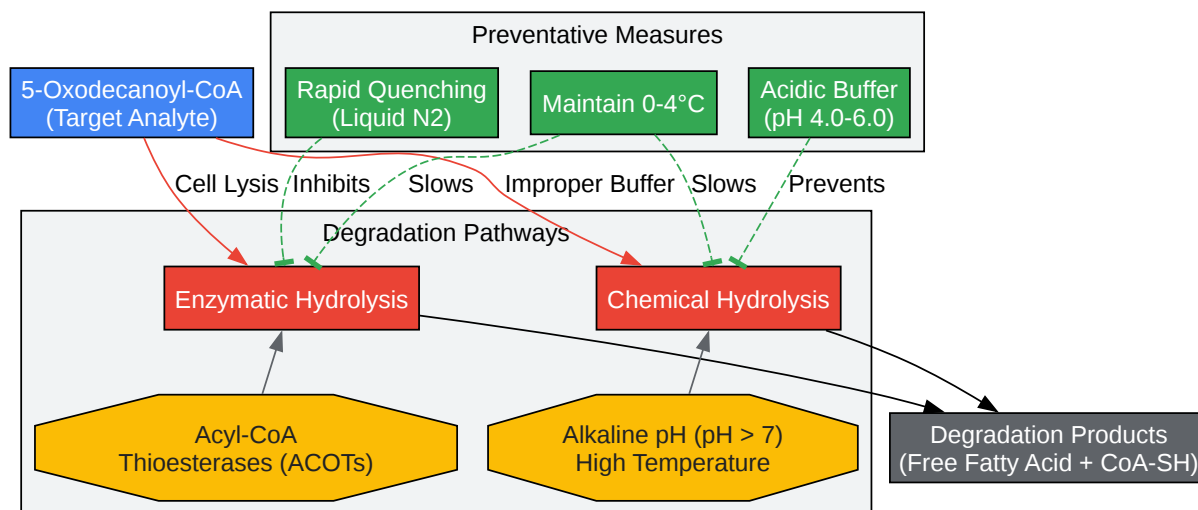 Preventative Measures
5-Oxodecanoyl-CoA
(Target Analyte)
Rapid Quenching
(Liquid N2)
Maintain 0-4°C
Acidic Buffer
(pH 4.0-6.0)
Cell Lysis
Inhibits
Slows
Improper Buffer
Slows
Prevents
Degradation Pathways
Enzymatic Hydrolysis
Chemical Hydrolysis
Acyl-CoA
Thioesterases (ACOTs)
Alkaline pH (pH > 7)
High Temperature
Degradation Products
(Free Fatty Acid + CoA-SH)